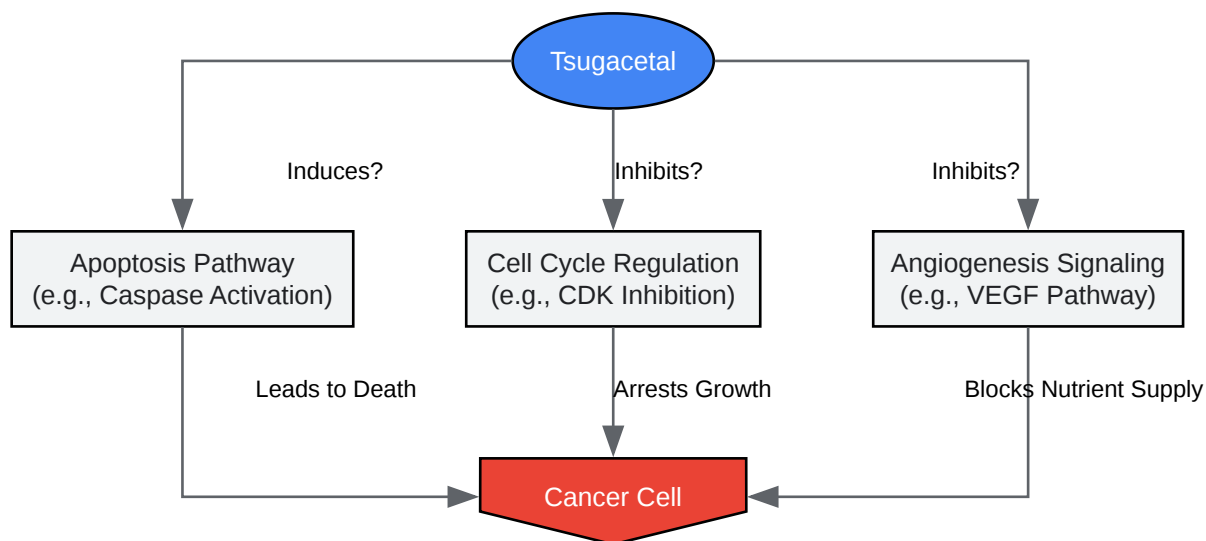 Tsugacetal
Induces?
Inhibits?
Inhibits?
Apoptosis Pathway
(e.g., Caspase Activation)
Cell Cycle Regulation
(e.g., CDK Inhibition)
Angiogenesis Signaling
(e.g., VEGF Pathway)
Leads to Death
Arrests Growth
Blocks Nutrient Supply
Cancer Cell